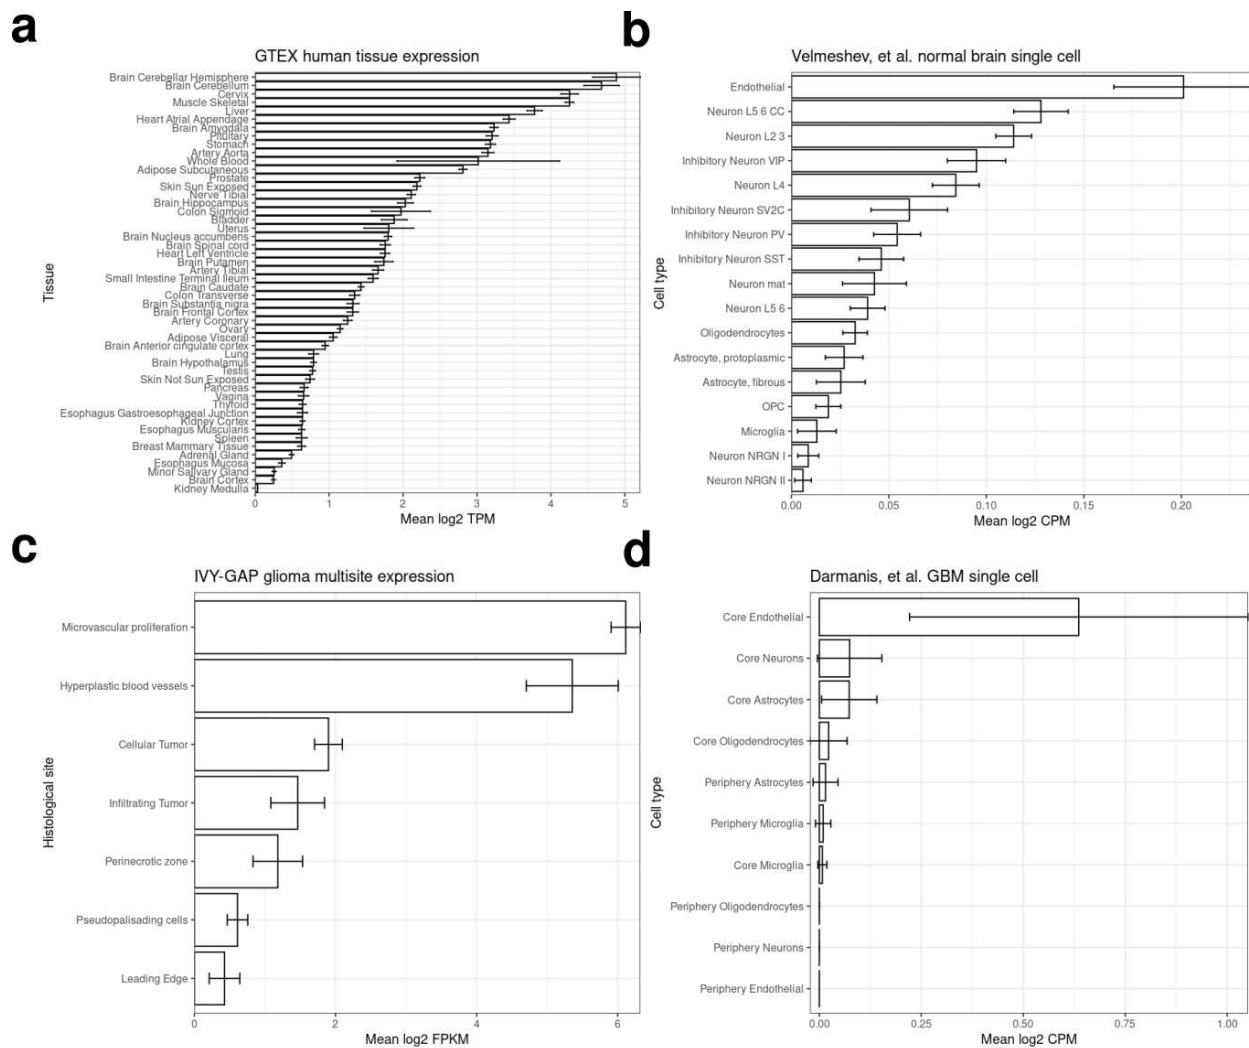 a
GTEX human tissue expression
Brain Cerebellar Hemisphere
Brain Cerebellum
Cervix
Muscle Skeletal
Liver
Heart Atrial Appendage
Brain Amygdala
Pituitary
Stomach
Artery Aorta
Whole Blood
Adipose Subcutaneous
Prostate
Skin Sun Exposed
Nerve Tibial
Brain Hippocampus
Colon Sigmoid
Bladder
Uterus
Brain Nucleus accumbens
Brain Spinal cord
Heart Left Ventricle
Brain Putamen
Artery Tibial
Small Intestine Terminal Ileum
Brain Caudate
Colon Transverse
Brain Substantia nigra
Brain Frontal Cortex
Artery Coronary
Ovary
Adipose Visceral
Brain Anterior cingulate cortex
Lung
Brain Hypothalamus
Testis
Skin Not Sun Exposed
Pancreas
Vagina
Thyroid
Esophagus Gastroesophageal Junction
Kidney Cortex
Esophagus Muscularis
Spleen
Breast Mammary Tissue
Adrenal Gland
Esophagus Mucosa
Minor Salivary Gland
Brain Cortex
Kidney Medulla
Tissue
0 1 2 3 4 5
Mean log2 TPM
b
Velmeshev, et al. normal brain single cell
Endothelial
Neuron L5 6 CC
Neuron L2 3
Inhibitory Neuron VIP
Neuron L4
Inhibitory Neuron SV2C
Inhibitory Neuron PV
Inhibitory Neuron SST
Neuron mat
Neuron L5 6
Oligodendrocytes
Astrocyte, protoplasmic
Astrocyte, fibrous
OPC
Microglia
Neuron NRGN I
Neuron NRGN II
Cell type
0.00 0.05 0.10 0.15 0.20
Mean log2 CPM
c
IVY-GAP glioma multisite expression
Microvascular proliferation
Hyperplastic blood vessels
Cellular Tumor
Infiltrating Tumor
Perinecrotic zone
Pseudopalisading cells
Leading Edge
Histological site
0 2 4 6
Mean log2 FPKM
d
Darmanis, et al. GBM single cell
Core Endothelial
Core Neurons
Core Astrocytes
Core Oligodendrocytes
Periphery Astrocytes
Periphery Microglia
Core Microglia
Periphery Oligodendrocytes
Periphery Neurons
Periphery Endothelial
Cell type
0.00 0.25 0.50 0.75 1.00
Mean log2 CPM